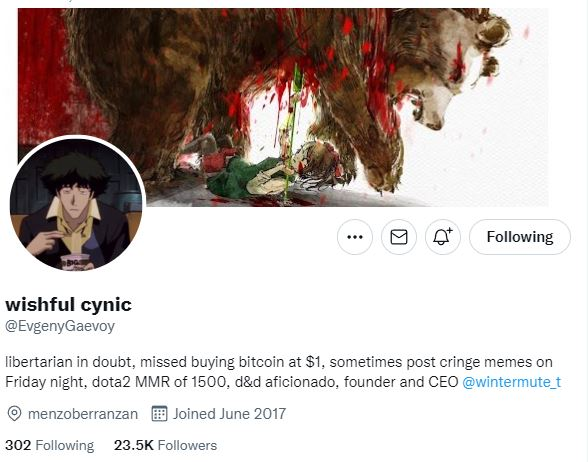 Following
wishful cynic
@EvgenyGaevoy
libertarian in doubt, missed buying bitcoin at $1, sometimes post cringe memes on
Friday night, dota2 MMR of 1500, d&d aficionado, founder and CEO @wintermute_t
menzoberranzan Joined June 2017
302 Following 23.5K Followers